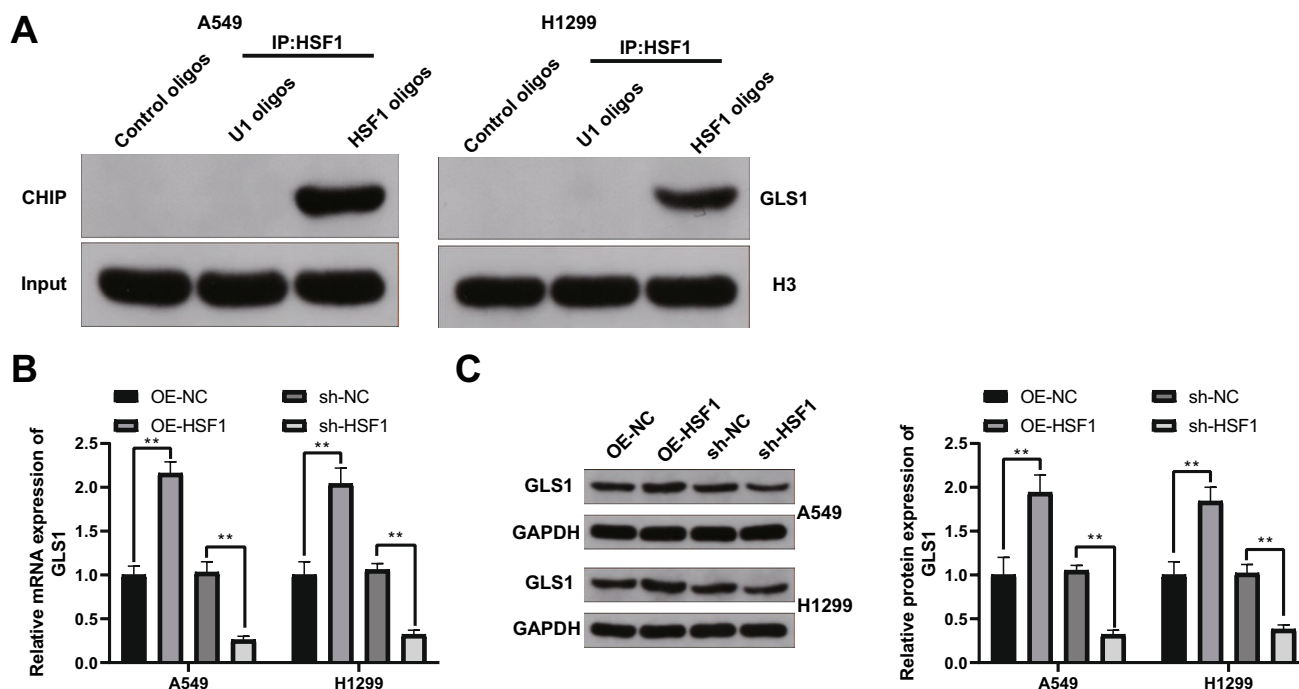 A
A549
IP:HSF1
Control oligos
U1 oligos
HSF1 oligos
H1299
IP:HSF1
Control oligos
U1 oligos
HSF1 oligos
CHIP
GLS1
Input
H3
B
OE-NC
sh-NC
OE-HSF1
sh-HSF1
Relative mRNA expression of
GLS1
2.5
2.0
1.5
1.0
0.5
0.0
**
**
**
**
A549
H1299
C
OE-NC
OE-HSF1
sh-NC
sh-HSF1
GLS1
GAPDH
A549
GLS1
GAPDH
H1299
OE-NC
sh-NC
OE-HSF1
sh-HSF1
Relative protein expression of
GLS1
2.5
2.0
1.5
1.0
0.5
0.0
**
**
**
**
A549
H1299